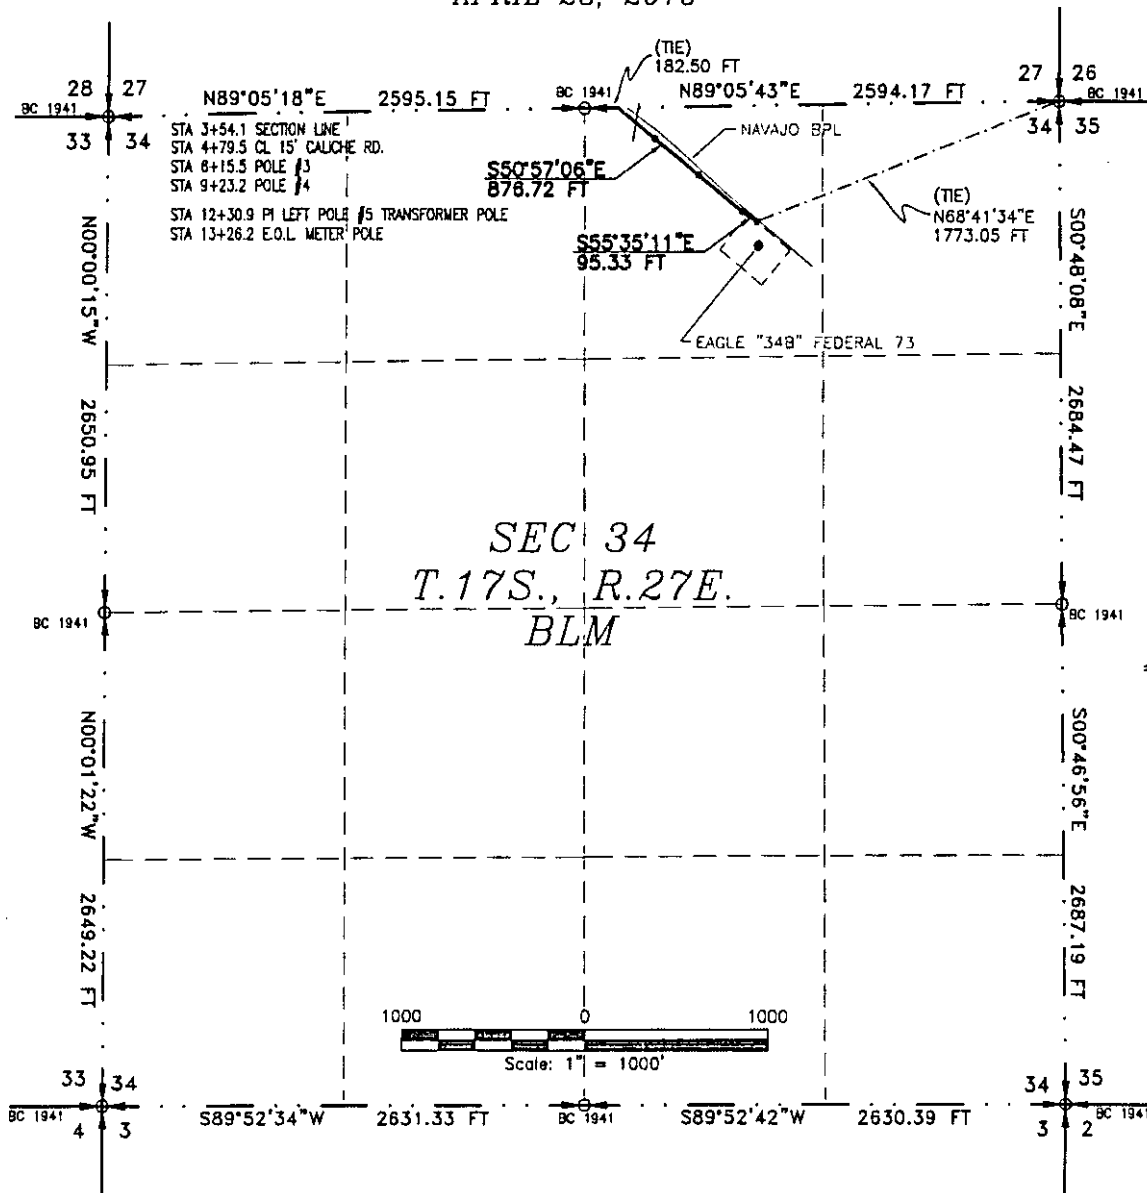 28 27
BC 1941
33 34
N89°05'18"E 2595.15 FT
BC 1941
(TIE)
182.50 FT
N89°05'43"E 2594.17 FT
27 26
BC 1941
34 35
STA 3+54.1 SECTION LINE
STA 4+79.5 CL 15' CALICHE RD.
STA 6+15.5 POLE #3
STA 9+23.2 POLE #4
STA 12+30.9 PI LEFT POLE #5 TRANSFORMER POLE
STA 13+26.2 E.O.L. METER POLE
NAVAJO BPL
S50°57'06"E
876.72 FT
S55°35'11"E
95.33 FT
(TIE)
N68°41'34"E
1773.05 FT
EAGLE "34B" FEDERAL 73
N00°00'15"W 2650.95 FT
S00°48'08"E 2684.47 FT
SEC 34
T.17S., R.27E.
BLM
BC 1941
BC 1941
N00°01'22"W 2649.22 FT
S00°46'56"E 2687.19 FT
1000 0 1000
Scale: 1" = 1000'
33 34
BC 1941
4 3
S89°52'34"W 2631.33 FT
BC 1941
S89°52'42"W 2630.39 FT
34 35
BC 1941
3 2